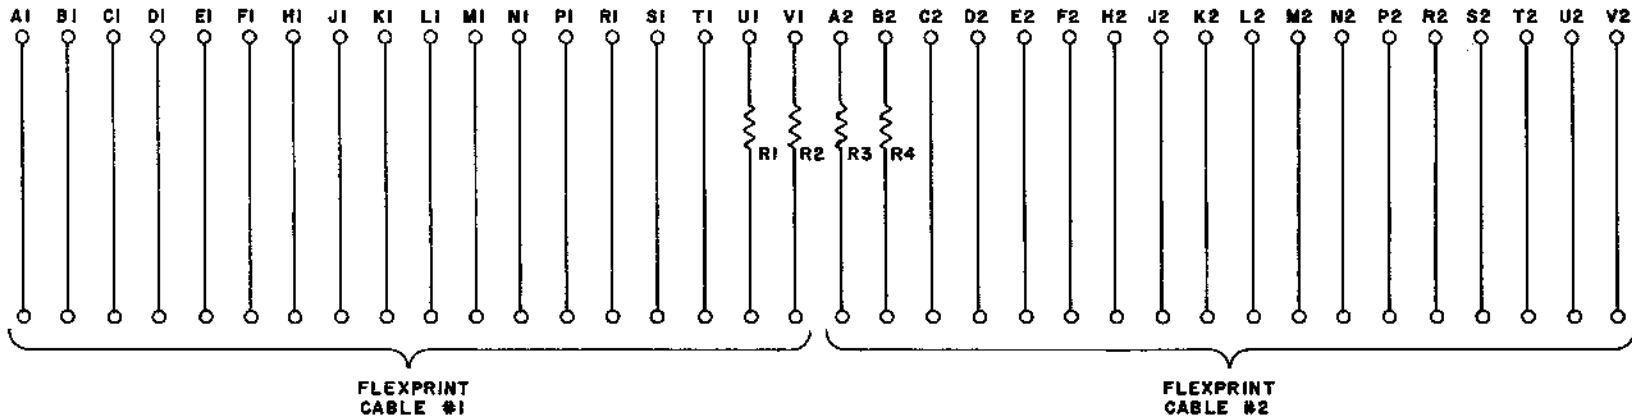 A1 B1 C1 D1 E1 F1 H1 J1 K1 L1 M1 N1 P1 R1 S1 T1 U1 V1 A2 B2 C2 D2 E2 F2 H2 J2 K2 L2 M2 N2 P2 R2 S2 T2 U2 V2
R1 R2 R3 R4
FLEXPRINT
CABLE #1
FLEXPRINT
CABLE #2